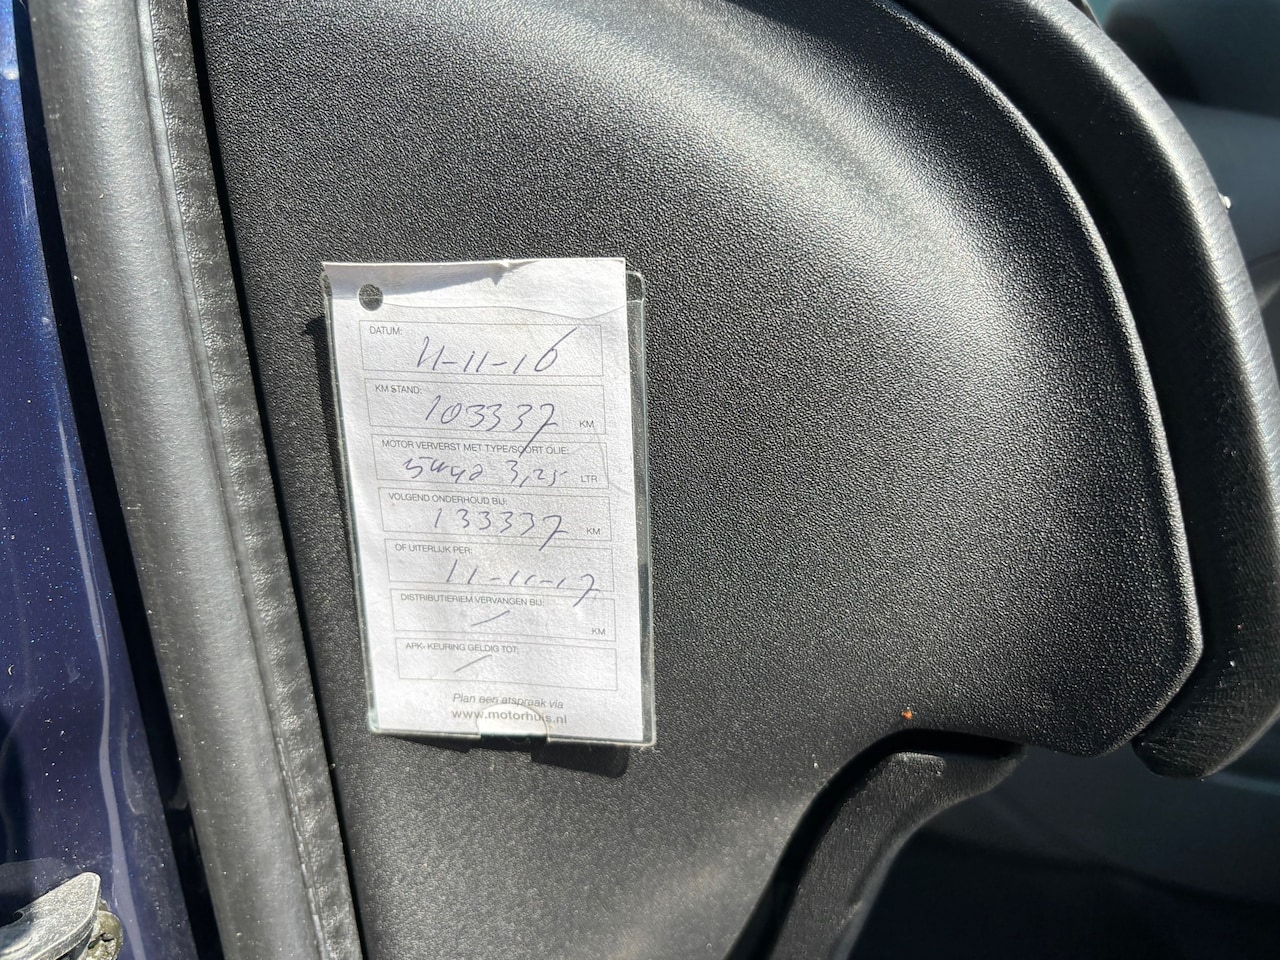 DATUM:
11-11-16
KM STAND:
103337 KM
MOTOR VERVERST MET TYPE/SOORT OLIE:
5w40 3,25 LTR
VOLGEND ONDERHOUD BIJ:
133337 KM
OF UITERLIJK PER:
11-11-17
DISTRIBUTIERIEM VERVANGEN BIJ:
/ KM
APK- KEURING GELDIG TOT:
/
Plan een afspraak via
www.motorhuis.nl